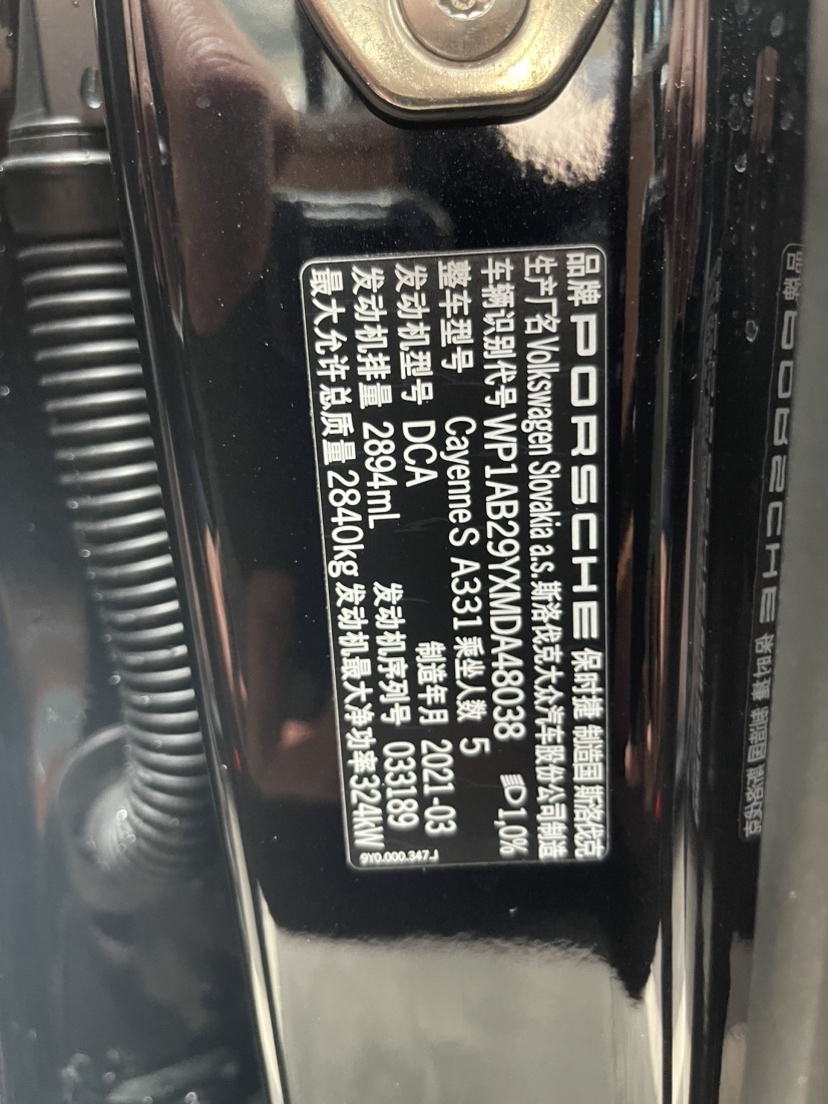 品牌 PORSCHE 保时捷 制造国 斯洛伐克
生产厂名 Volkswagen Slovakia a.s. 斯洛伐克大众汽车股份公司制造
车辆识别代号 WP1AB29YXMDA48038 1,0%
整车型号 Cayenne S A331 乘坐人数 5
发动机型号 DCA 制造年月 2021-03
发动机排量 2894mL 发动机序列号 033189
最大允许总质量 2840kg 发动机最大净功率 324kW
9Y0.000.347.J